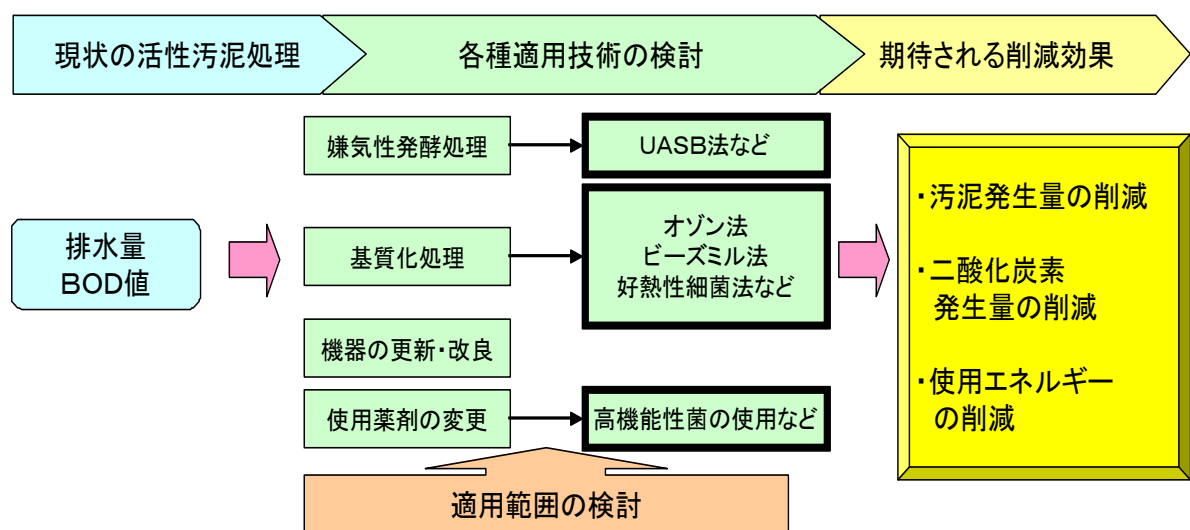 現状の活性汚泥処理
各種適用技術の検討
期待される削減効果
嫌気性発酵処理
UASB法など
排水量
BOD値
基質化処理
オゾン法
ビーズミル法
好熱性細菌法など
機器の更新・改良
使用薬剤の変更
高機能性菌の使用など
適用範囲の検討
・汚泥発生量の削減
・二酸化炭素
発生量の削減
・使用エネルギー
の削減